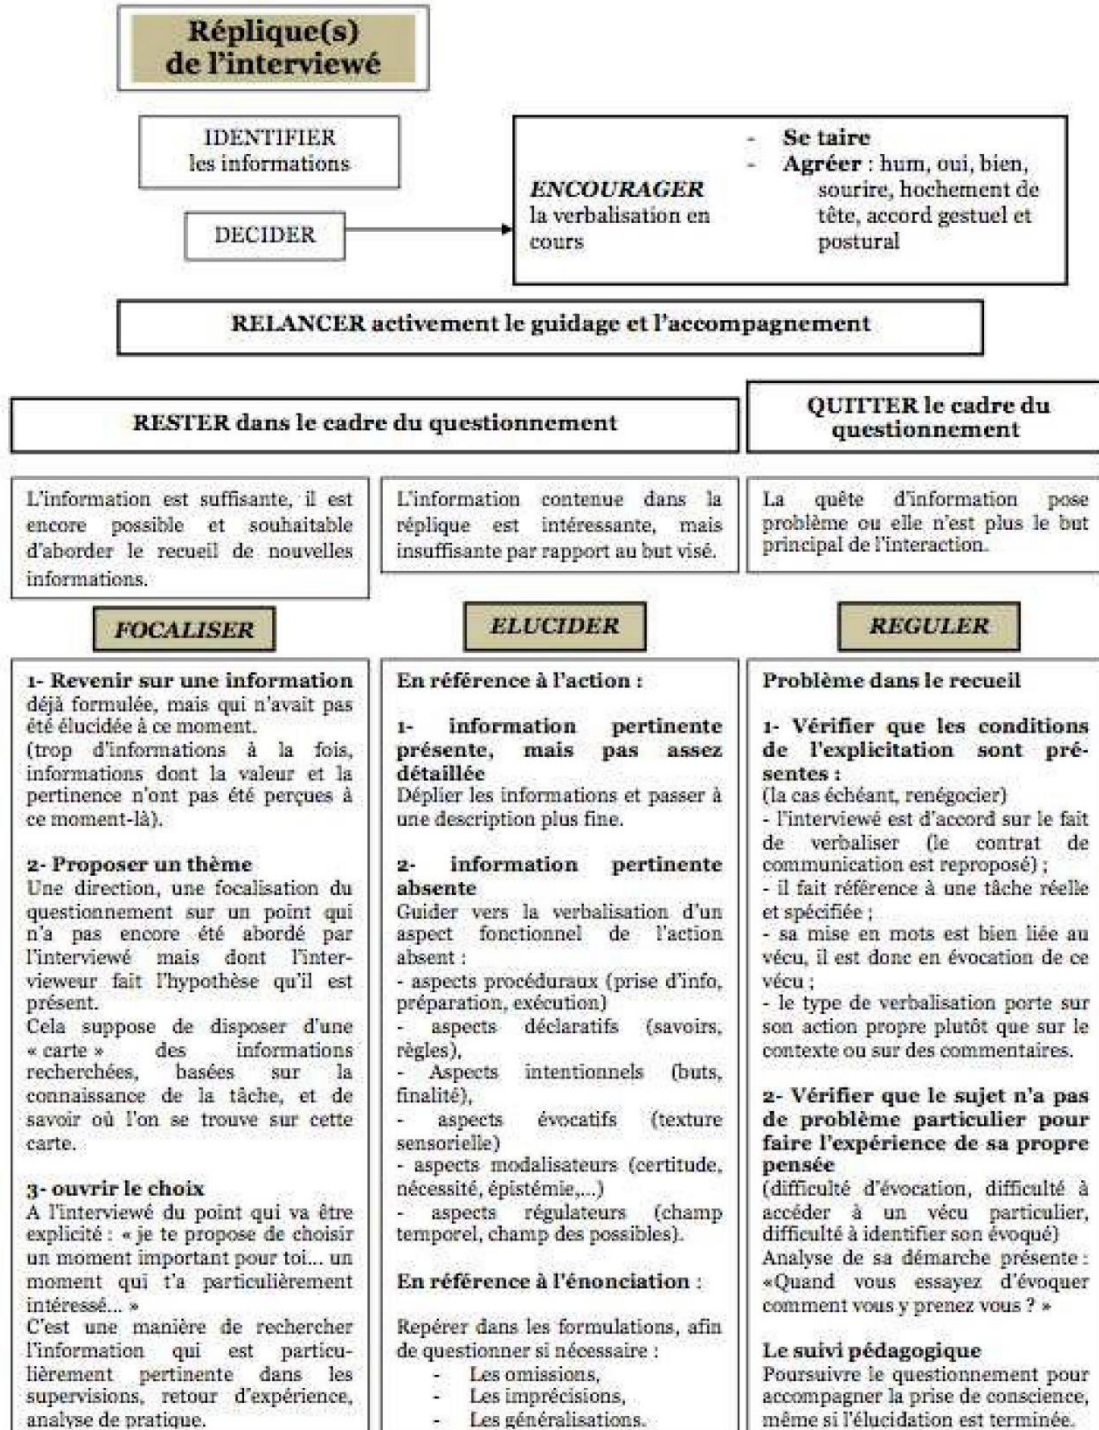 Réplique(s)
de l'interviewé
IDENTIFIER
les informations
DECIDER
ENCOURAGER
la verbalisation en
cours
- Se taire
- Agréer : hum, oui, bien,
sourire, hochement de
tête, accord gestuel et
postural
RELANCER activement le guidage et l'accompagnement
RESTER dans le cadre du questionnement
QUITTER le cadre du
questionnement
L'information est suffisante, il est
encore possible et souhaitable
d'aborder le recueil de nouvelles
informations.
L'information contenue dans la
réplique est intéressante, mais
insuffisante par rapport au but visé.
La quête d'information pose
problème ou elle n'est plus le but
principal de l'interaction.
FOCALISER
ELUCIDER
REGULER
1- Revenir sur une information
déjà formulée, mais qui n'avait pas
été élucidée à ce moment.
(trop d'informations à la fois,
informations dont la valeur et la
pertinence n'ont pas été perçues à
ce moment-là).
2- Proposer un thème
Une direction, une focalisation du
questionnement sur un point qui
n'a pas encore été abordé par
l'interviewé mais dont l'inter-
vieweur fait l'hypothèse qu'il est
présent.
Cela suppose de disposer d'une
« carte » des informations
recherchées, basées sur la
connaissance de la tâche, et de
savoir où l'on se trouve sur cette
carte.
3- ouvrir le choix
A l'interviewé du point qui va être
explicité : « je te propose de choisir
un moment important pour toi... un
moment qui t'a particulièrement
intéressé... »
C'est une manière de rechercher
l'information qui est particu-
lièrement pertinente dans les
supervisions, retour d'expérience,
analyse de pratique.
En référence à l'action :
1- information pertinente
présente, mais pas assez
détaillée
Déplier les informations et passer à
une description plus fine.
2- information pertinente
absente
Guider vers la verbalisation d'un
aspect fonctionnel de l'action
absent :
- aspects procéduraux (prise d'info,
préparation, exécution)
- aspects déclaratifs (savoirs,
règles),
- Aspects intentionnels (buts,
finalité),
- aspects évocatifs (texture
sensorielle)
- aspects modalisateurs (certitude,
nécessité, épistémie,...)
- aspects régulateurs (champ
temporel, champ des possibles).
En référence à l'énonciation :
Repérer dans les formulations, afin
de questionner si nécessaire :
- Les omissions,
- Les imprécisions,
- Les généralisations.
Problème dans le recueil
1- Vérifier que les conditions
de l'explicitation sont pré-
sentes :
(la cas échéant, renégocier)
- l'interviewé est d'accord sur le fait
de verbaliser (le contrat de
communication est reproposé) ;
- il fait référence à une tâche réelle
et spécifiée ;
- sa mise en mots est bien liée au
vécu, il est donc en évocation de ce
vécu ;
- le type de verbalisation porte sur
son action propre plutôt que sur le
contexte ou sur des commentaires.
2- Vérifier que le sujet n'a pas
de problème particulier pour
faire l'expérience de sa propre
pensée
(difficulté d'évocation, difficulté à
accéder à un vécu particulier,
difficulté à identifier son évoqué)
Analyse de sa démarche présente :
«Quand vous essayez d'évoquer
comment vous y prenez vous ? »
Le suivi pédagogique
Poursuivre le questionnement pour
accompagner la prise de conscience,
même si l'élucidation est terminée.